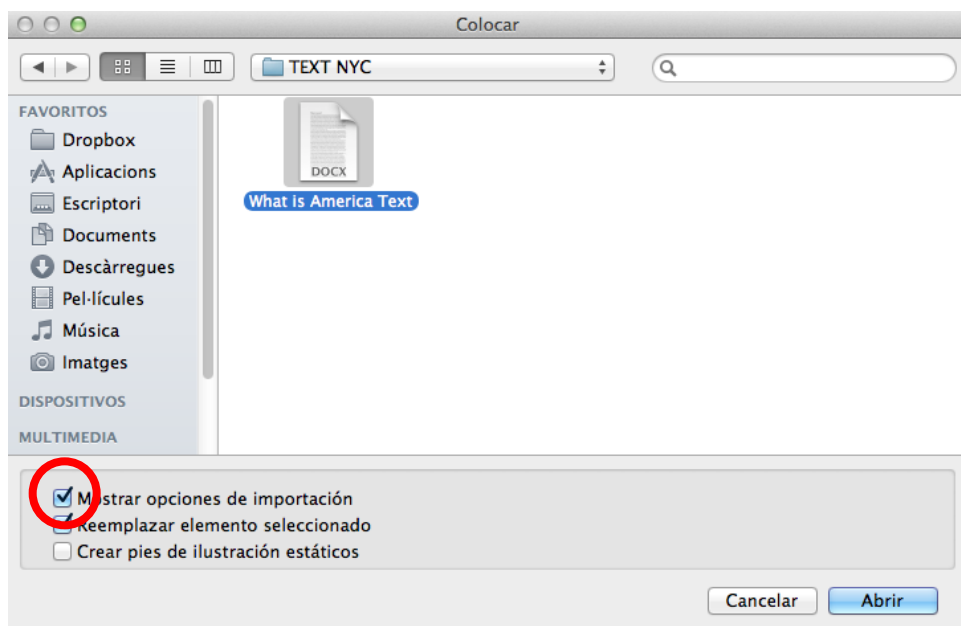 Colocar
TEXT NYC
FAVORITOS
Dropbox
Aplicacions
Escriptori
Documents
Descàrregues
Pel·lícules
Música
Imatges
DISPOSITIVOS
MULTIMEDIA
DOCX
What is America Text
Mostrar opciones de importación
Reemplazar elemento seleccionado
Crear pies de ilustración estáticos
Cancelar
Abrir